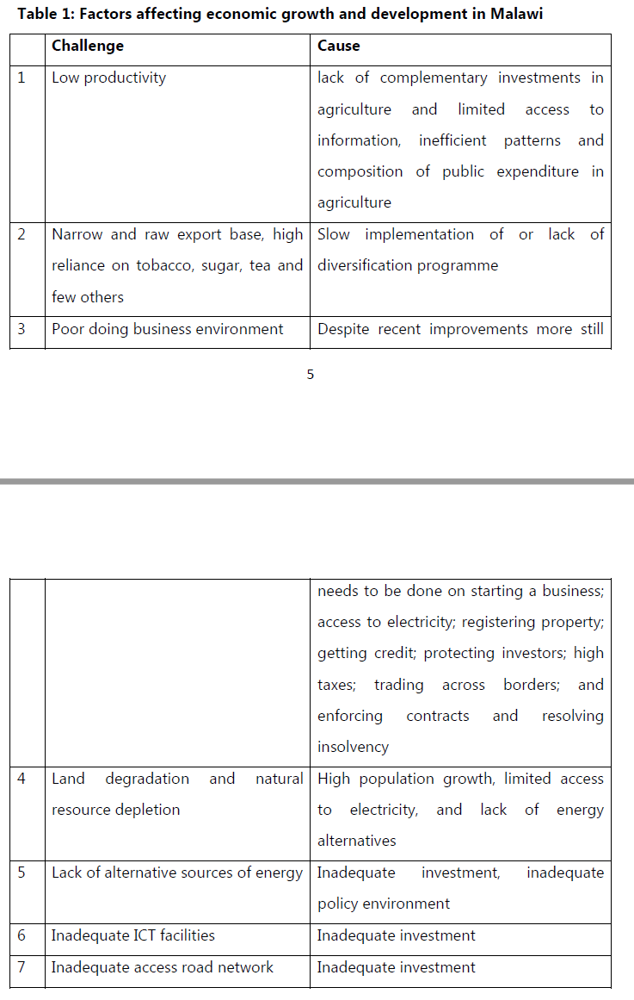 Table 1: Factors affecting economic growth and development in Malawi
Challenge Cause
1 Low productivity lack of complementary investments in
agriculture and limited access to
information, inefficient patterns and
composition of public expenditure in
agriculture
2 Narrow and raw export base, high Slow implementation of or lack of
reliance on tobacco, sugar, tea and diversification programme
few others
3 Poor doing business environment Despite recent improvements more still
5
needs to be done on starting a business;
access to electricity; registering property;
getting credit; protecting investors; high
taxes; trading across borders; and
enforcing contracts and resolving
insolvency
4 Land degradation and natural High population growth, limited access
resource depletion to electricity, and lack of energy
alternatives
5 Lack of alternative sources of energy Inadequate investment, inadequate
policy environment
6 Inadequate ICT facilities Inadequate investment
7 Inadequate access road network Inadequate investment